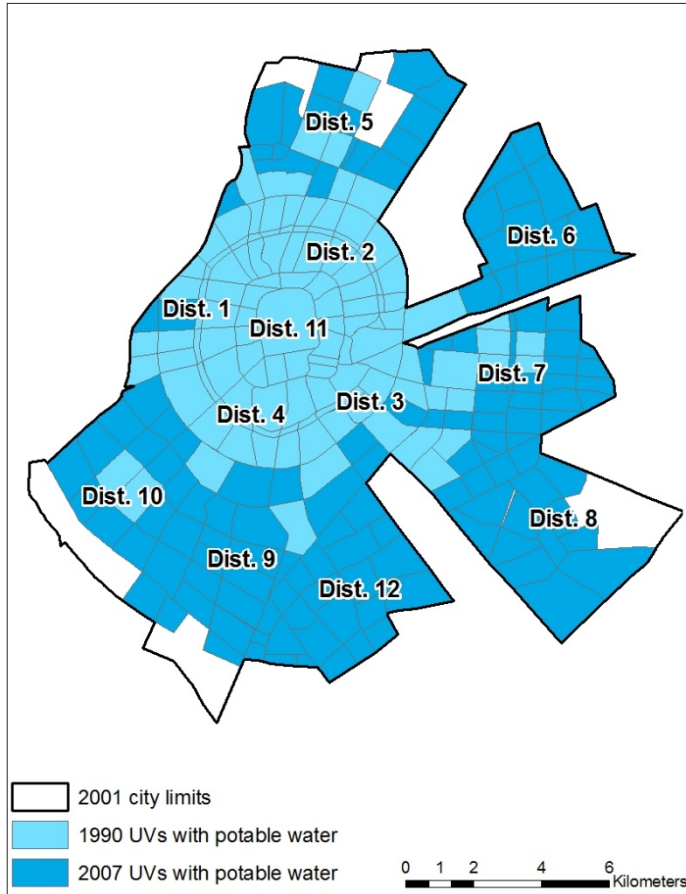 Dist. 5
Dist. 2
Dist. 6
Dist. 1
Dist. 11
Dist. 7
Dist. 3
Dist. 4
Dist. 10
Dist. 8
Dist. 9
Dist. 12
2001 city limits
1990 UVs with potable water
2007 UVs with potable water
0 1 2 4 6
Kilometers